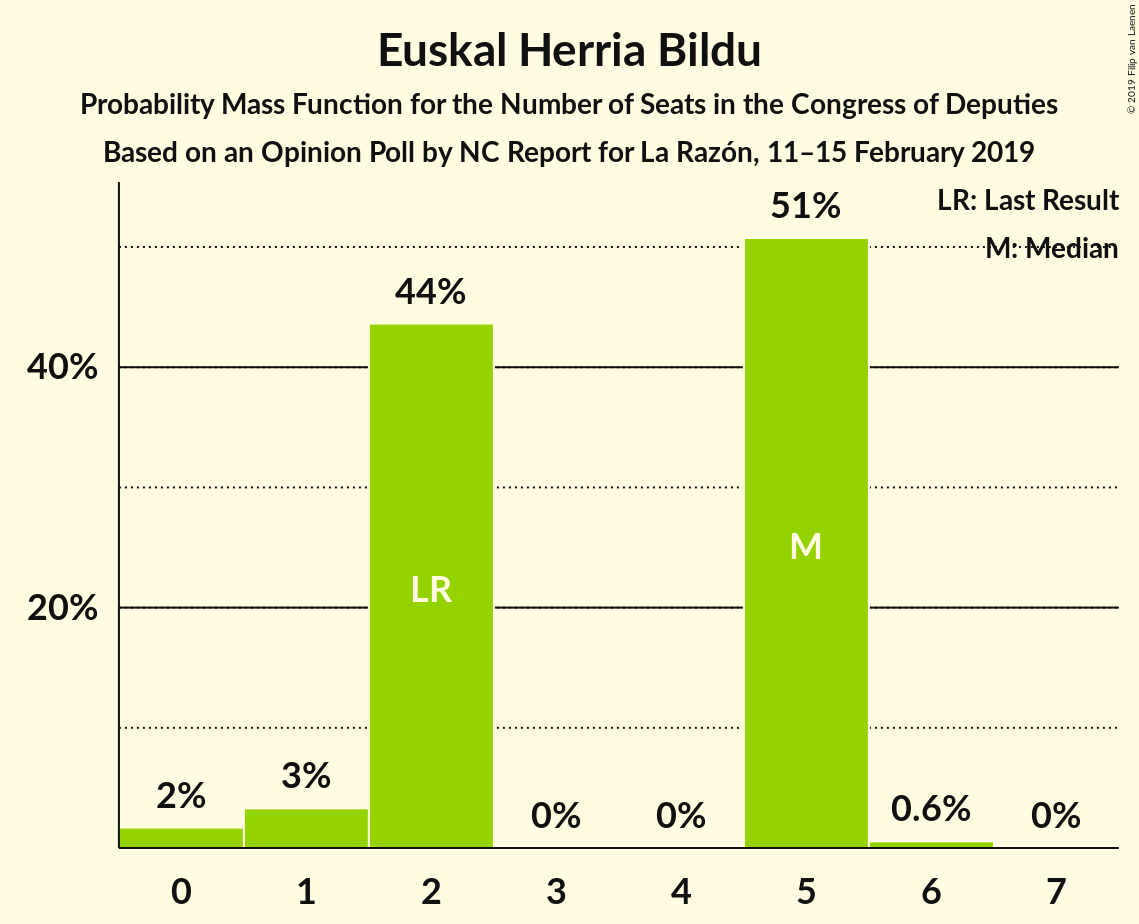 Euskal Herria Bildu
Probability Mass Function for the Number of Seats in the Congress of Deputies
Based on an Opinion Poll by NC Report for La Razón, 11–15 February 2019
© 2019 Filip van Laenen
LR: Last Result
M: Median
51%
44%
40%
M
LR
20%
2%
3%
0%
0%
0.6%
0%
0
1
2
3
4
5
6
7